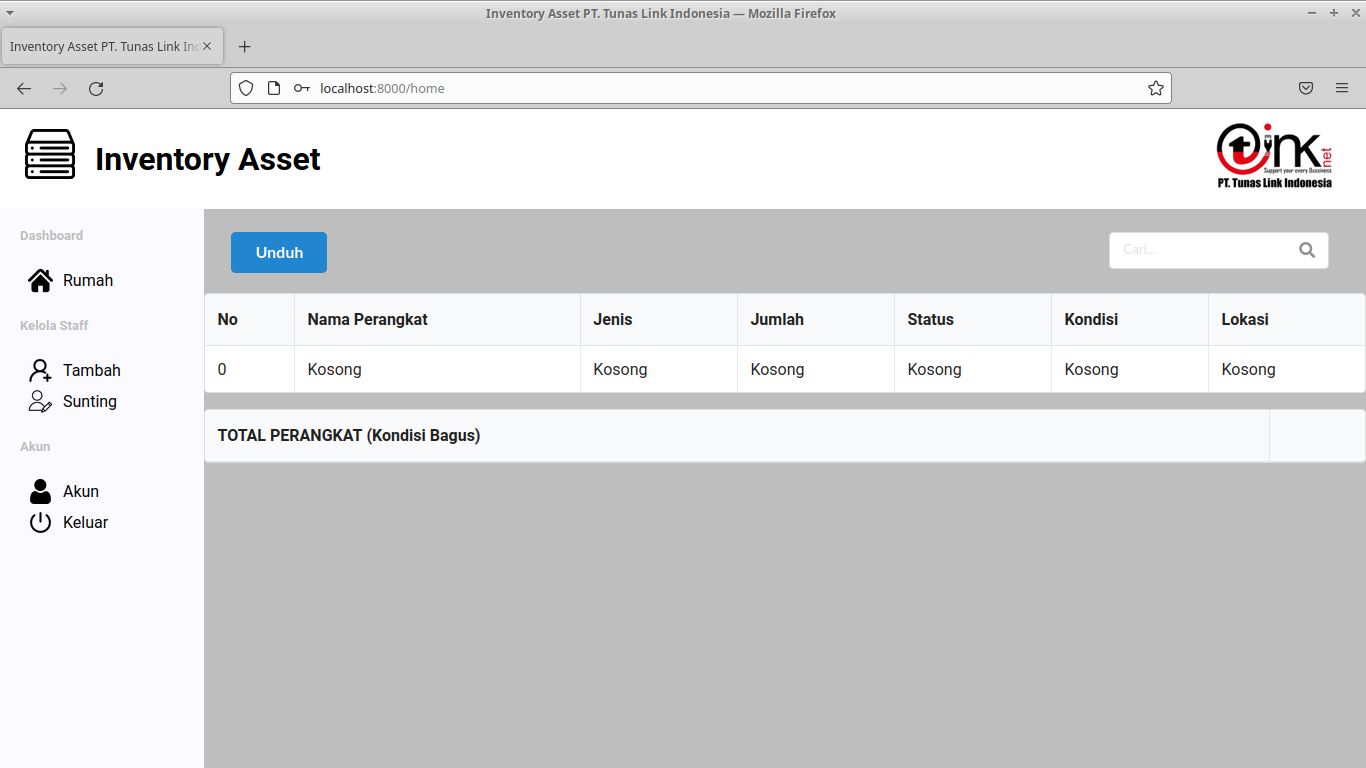 Inventory Asset PT. Tunas Link Indonesia — Mozilla Firefox
Inventory Asset PT. Tunas Link Ind
localhost:8000/home
Inventory Asset
tink net
Support your every Bussiness
PT. Tunas Link Indonesia
Dashboard
Rumah
Kelola Staff
Tambah
Sunting
Akun
Akun
Keluar
Unduh
Cari...
No Nama Perangkat Jenis Jumlah Status Kondisi Lokasi
0 Kosong Kosong Kosong Kosong Kosong Kosong
TOTAL PERANGKAT (Kondisi Bagus)